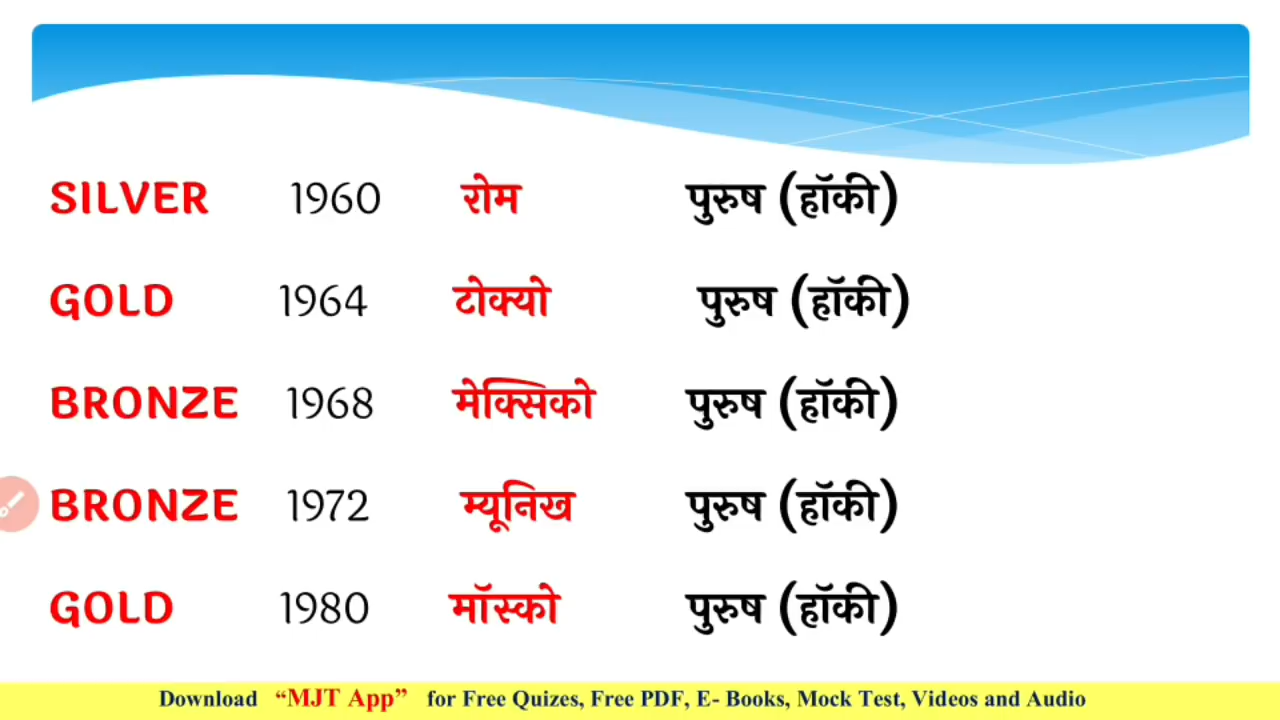 SILVER 1960 रोम पुरुष (हॉकी)
GOLD 1964 टोक्यो पुरुष (हॉकी)
BRONZE 1968 मेक्सिको पुरुष (हॉकी)
BRONZE 1972 म्यूनिख पुरुष (हॉकी)
GOLD 1980 मॉस्को पुरुष (हॉकी)
Download “MJT App” for Free Quizes, Free PDF, E- Books, Mock Test, Videos and Audio